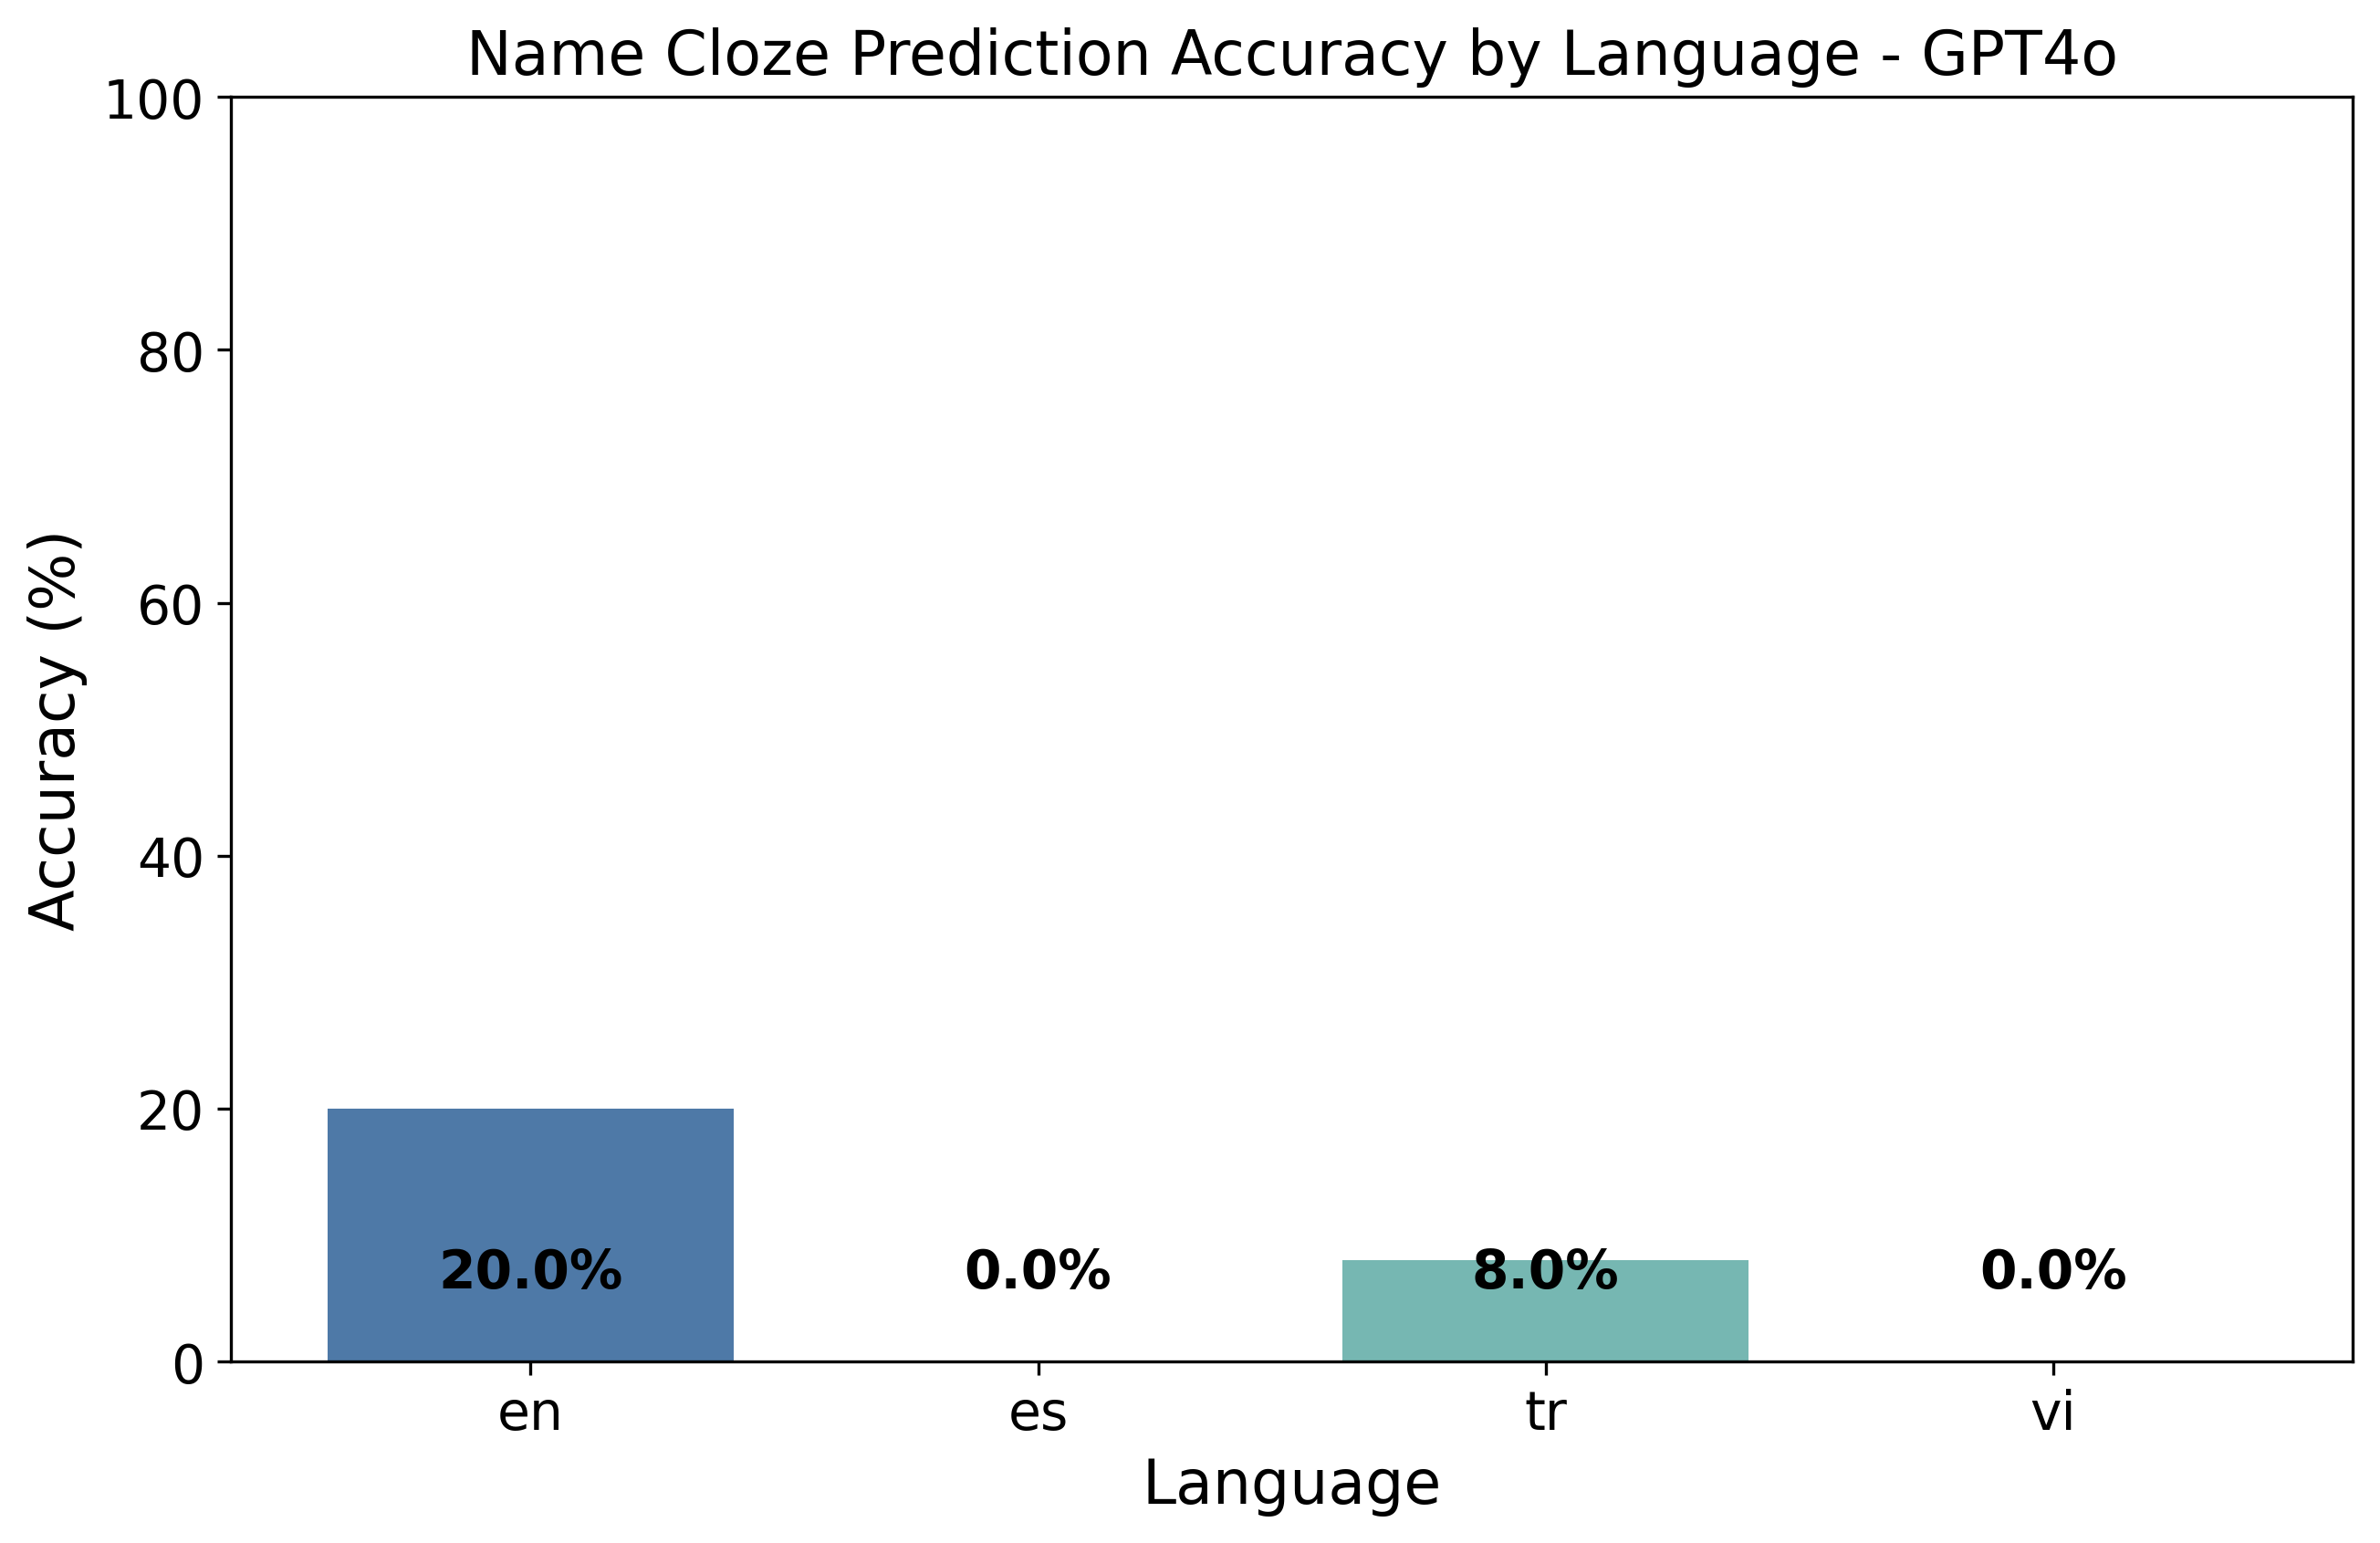 Name Cloze Prediction Accuracy by Language - GPT4o
Accuracy (%)
100
80
60
40
20
0
20.0%
0.0%
8.0%
0.0%
en
es
tr
vi
Language